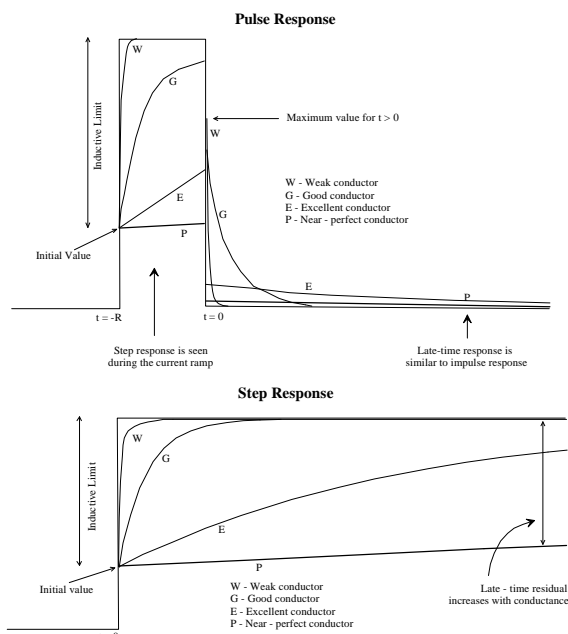 Pulse Response
W
G
Inductive Limit
Maximum value for t > 0
W
W - Weak conductor
G - Good conductor
E - Excellent conductor
P - Near - perfect conductor
E
G
P
Initial Value
E
P
t = -R
t = 0
Step response is seen
during the current ramp
Late-time response is
similar to impulse response
Step Response
W
G
Inductive Limit
E
P
Initial value
W - Weak conductor
G - Good conductor
E - Excellent conductor
P - Near - perfect conductor
Late - time residual
increases with conductance